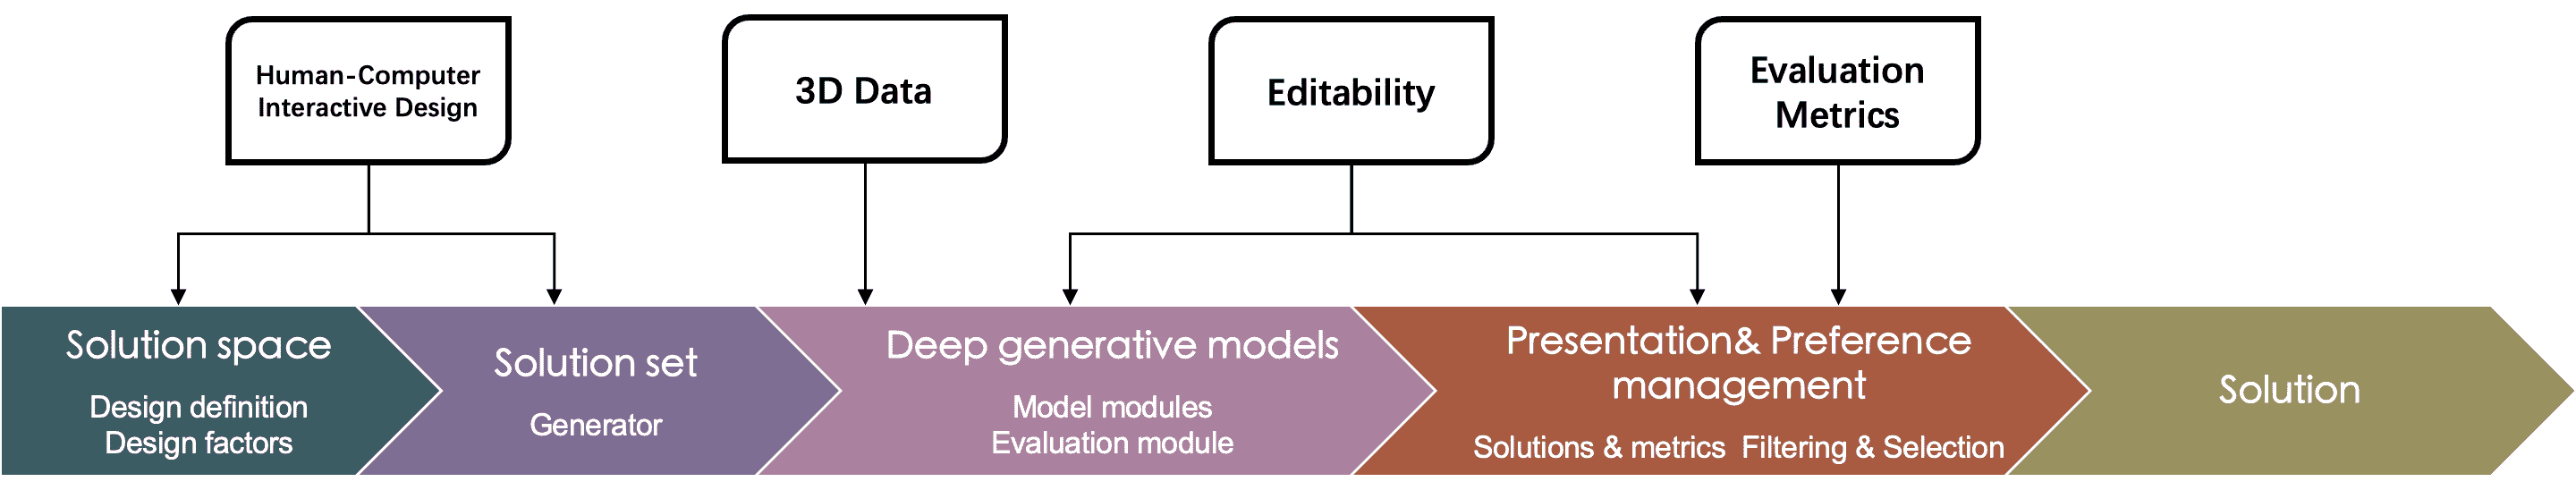 Human-Computer
Interactive Design
3D Data
Editability
Evaluation
Metrics
Solution space
Design definition
Design factors
Solution set
Generator
Deep generative models
Model modules
Evaluation module
Presentation& Preference
management
Solutions & metrics  Filtering & Selection
Solution